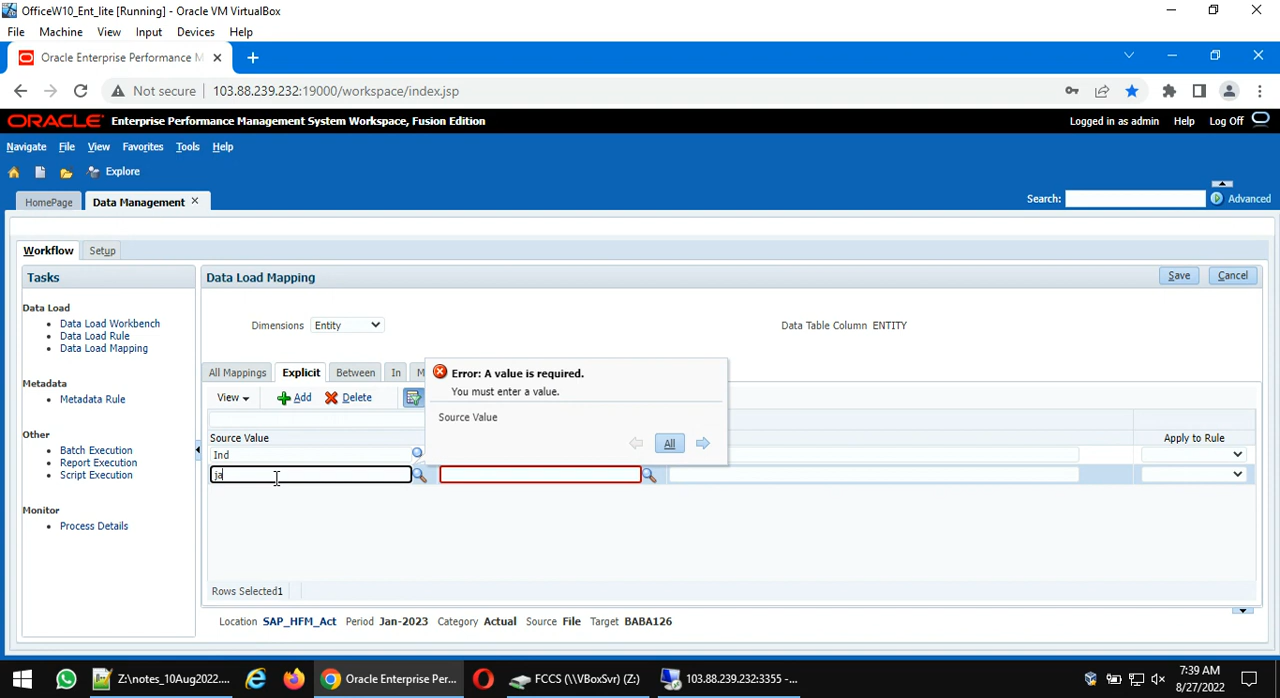 OfficeW10_Ent_lite [Running] - Oracle VM VirtualBox
File Machine View Input Devices Help
Oracle Enterprise Performance M
Not secure 103.88.239.232:19000/workspace/index.jsp
ORACLE Enterprise Performance Management System Workspace, Fusion Edition
Logged in as admin Help Log Off
Navigate File View Favorites Tools Help
Explore
HomePage Data Management Search: Advanced
Workflow Setup
Tasks
Data Load
Data Load Workbench
Data Load Rule
Data Load Mapping
Metadata
Metadata Rule
Other
Batch Execution
Report Execution
Script Execution
Monitor
Process Details
Data Load Mapping Save Cancel
Dimensions Entity Data Table Column ENTITY
All Mappings Explicit Between In M
View Add Delete
Error: A value is required.
You must enter a value.
Source Value
All
Source Value Apply to Rule
Ind
ja
Rows Selected1
Location SAP_HFM_Act Period Jan-2023 Category Actual Source File Target BABA126
Z:\notes_10Aug2022.... Oracle Enterprise Per... FCCS (\\VBoxSvr) (Z:) 103.88.239.232:3355 - ...
7:39 AM
8/27/2022